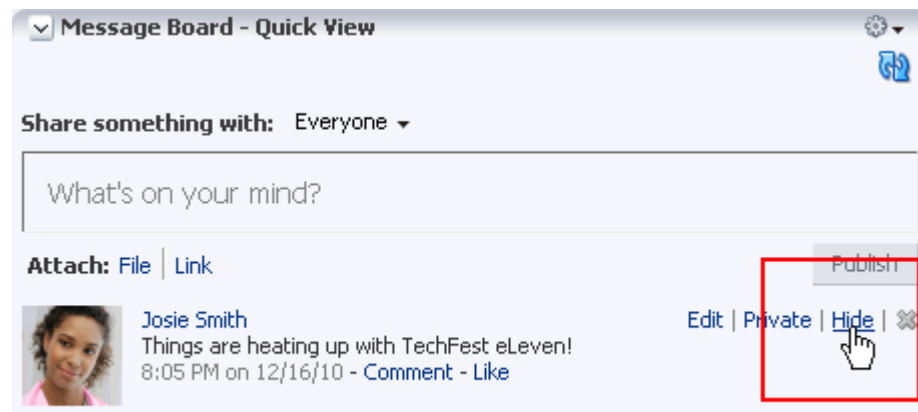 Message Board - Quick View
Share something with: Everyone
What's on your mind?
Attach: File | Link
Publish
Josie Smith
Edit | Private | Hide |
Things are heating up with TechFest eLeven!
8:05 PM on 12/16/10 - Comment - Like